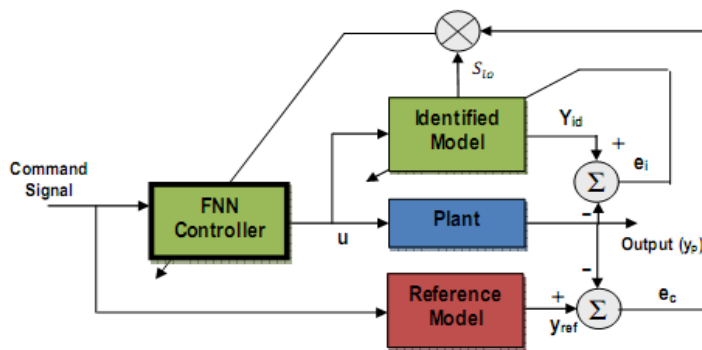 S_io
Identified
Model
Y_id
+
e_i
Σ
Command
Signal
FNN
Controller
u
Plant
-
Output (y_p)
-
Reference
Model
+
y_ref
Σ
e_c